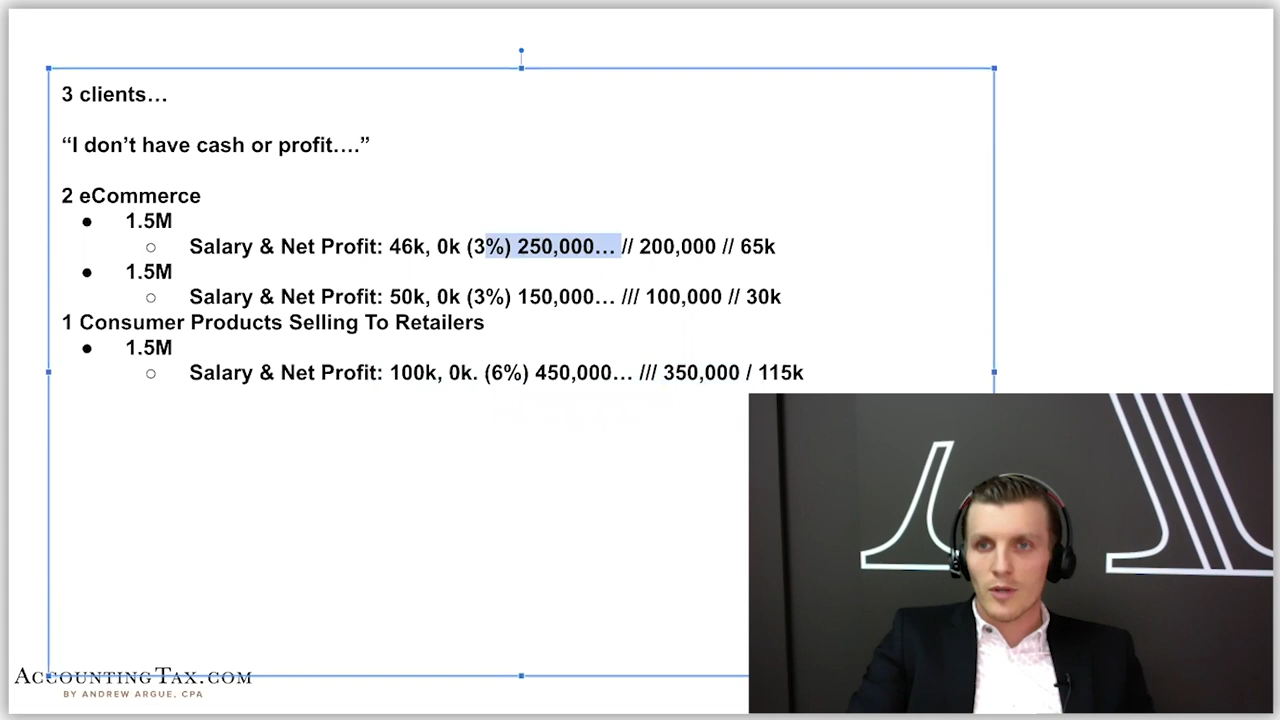 3 clients…
“I don’t have cash or profit….”
2 eCommerce
● 1.5M
○ Salary & Net Profit: 46k, 0k (3%) 250,000… // 200,000 // 65k
● 1.5M
○ Salary & Net Profit: 50k, 0k (3%) 150,000… /// 100,000 // 30k
1 Consumer Products Selling To Retailers
● 1.5M
○ Salary & Net Profit: 100k, 0k. (6%) 450,000… /// 350,000 / 115k
ACCOUNTINGTAX.COM
BY ANDREW ARGUE, CPA